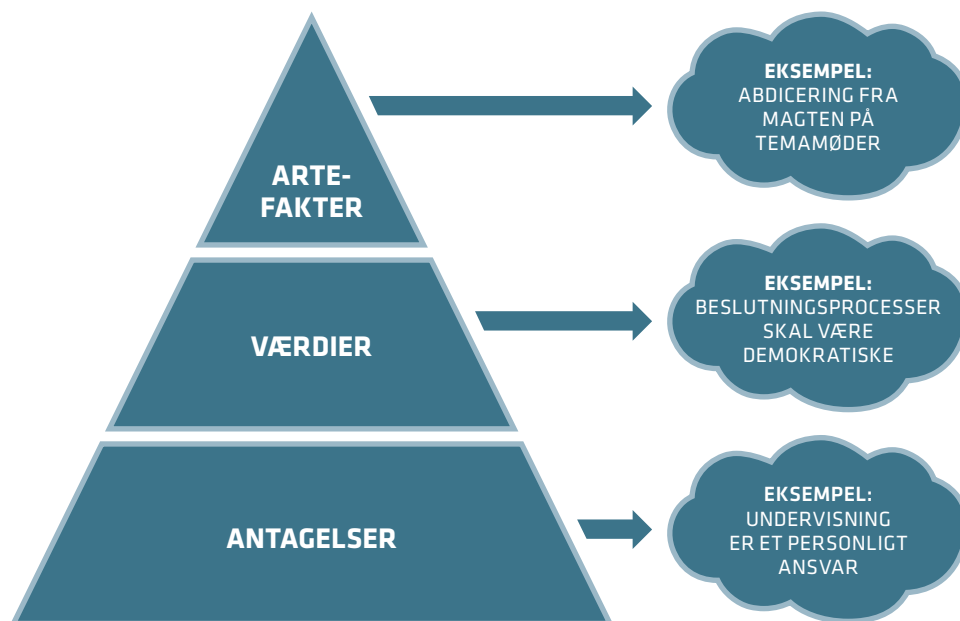 ARTE-
FAKTER
EKSEMPEL:
ABDICERING FRA
MAGTEN PÅ
TEMAMØDER
VÆRDIER
EKSEMPEL:
BESLUTNINGSPROCESSER
SKAL VÆRE
DEMOKRATISKE
ANTAGELSER
EKSEMPEL:
UNDERVISNING
ER ET PERSONLIGT
ANSVAR